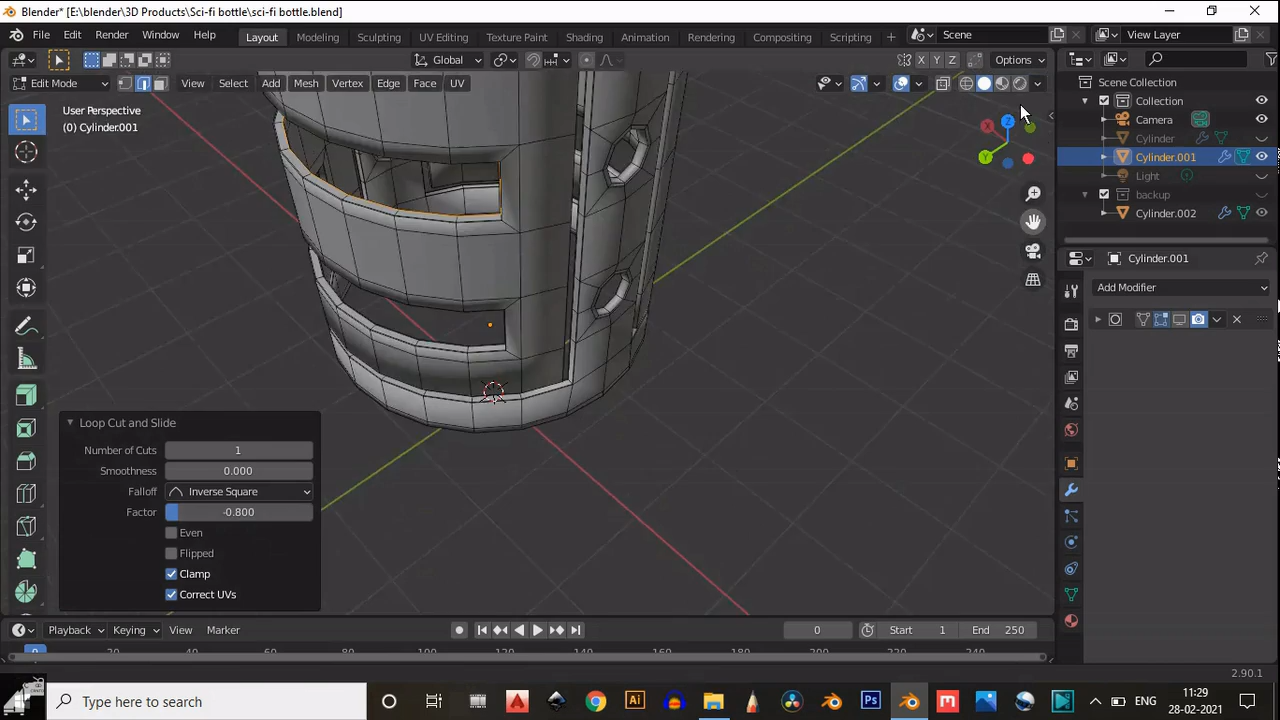 Blender* [E:\blender\3D Products\Sci-fi bottle\sci-fi bottle.blend]
File Edit Render Window Help Layout Modeling Sculpting UV Editing Texture Paint Shading Animation Rendering Compositing Scripting + Scene View Layer
Global X Y Z Options
Edit Mode View Select Add Mesh Vertex Edge Face UV
User Perspective
(0) Cylinder.001
Z
Y
Scene Collection
Collection
Camera
Cylinder
Cylinder.001
Light
backup
Cylinder.002
Cylinder.001
Add Modifier
Loop Cut and Slide
Number of Cuts 1
Smoothness 0.000
Falloff Inverse Square
Factor -0.800
Even
Flipped
Clamp
Correct UVs
Playback Keying View Marker 0 Start 1 End 250
0 20 60 80 100 120 140 160 180 200 220 240
2.90.1
Type here to search
ENG
11:29
28-02-2021